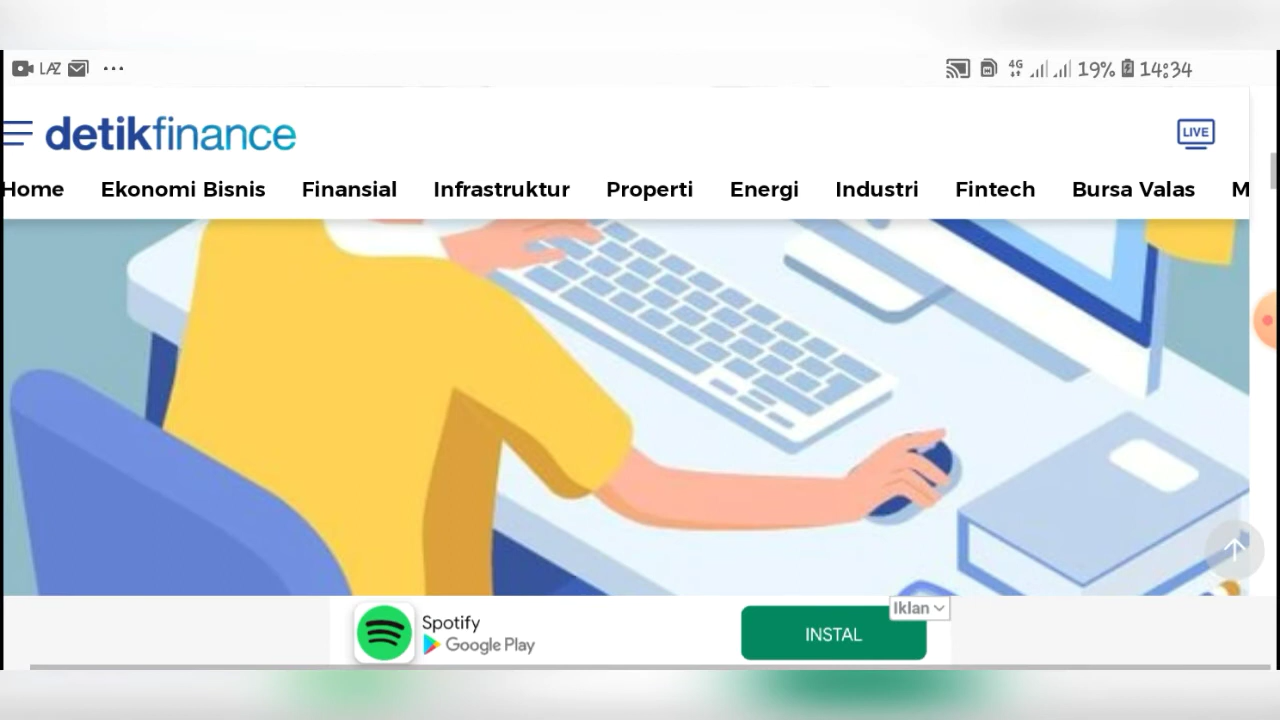 LAZ ... 4G 19% 14:34
detikfinance
LIVE
Home Ekonomi Bisnis Finansial Infrastruktur Properti Energi Industri Fintech Bursa Valas M
Iklan
Spotify
Google Play
INSTAL